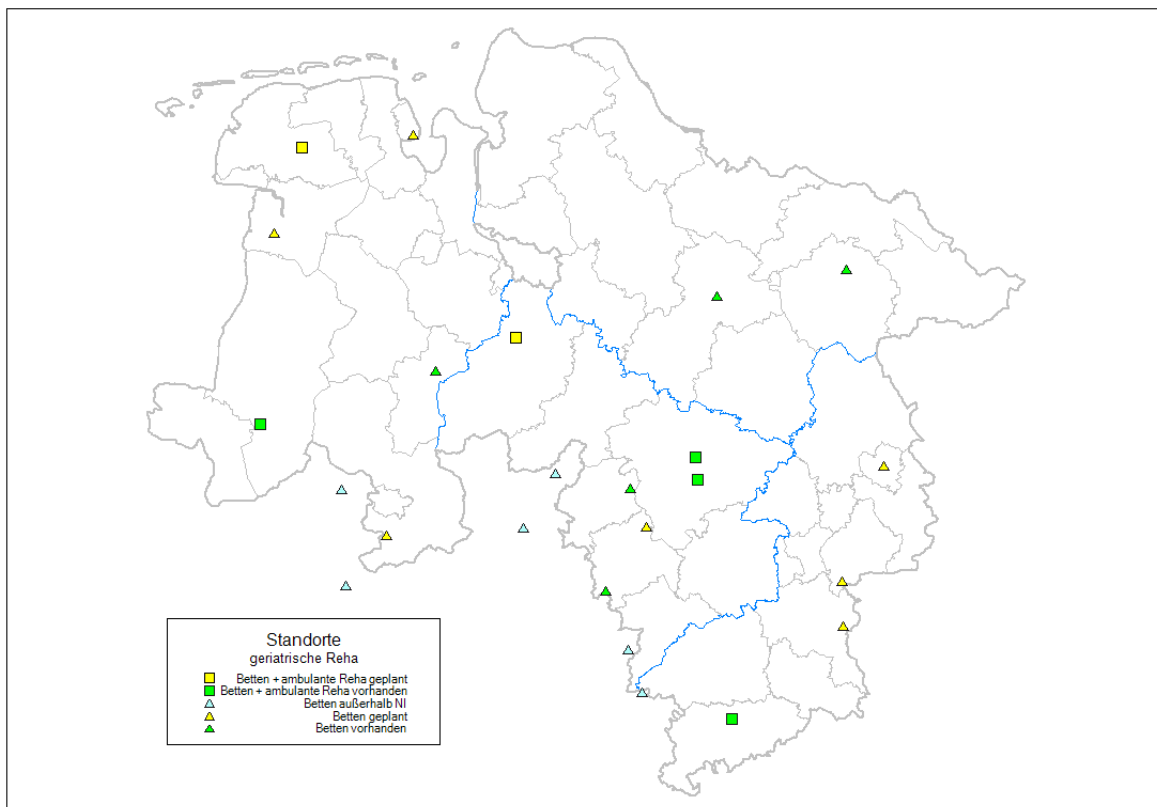 Standorte
geriatrische Reha
Betten + ambulante Reha geplant
Betten + ambulante Reha vorhanden
Betten außerhalb NI
Betten geplant
Betten vorhanden